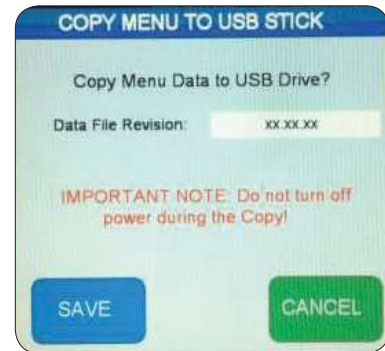 COPY MENU TO USB STICK
Copy Menu Data to USB Drive?
Data File Revision: xx.xx.xx
IMPORTANT NOTE: Do not turn off
power during the Copy!
SAVE CANCEL